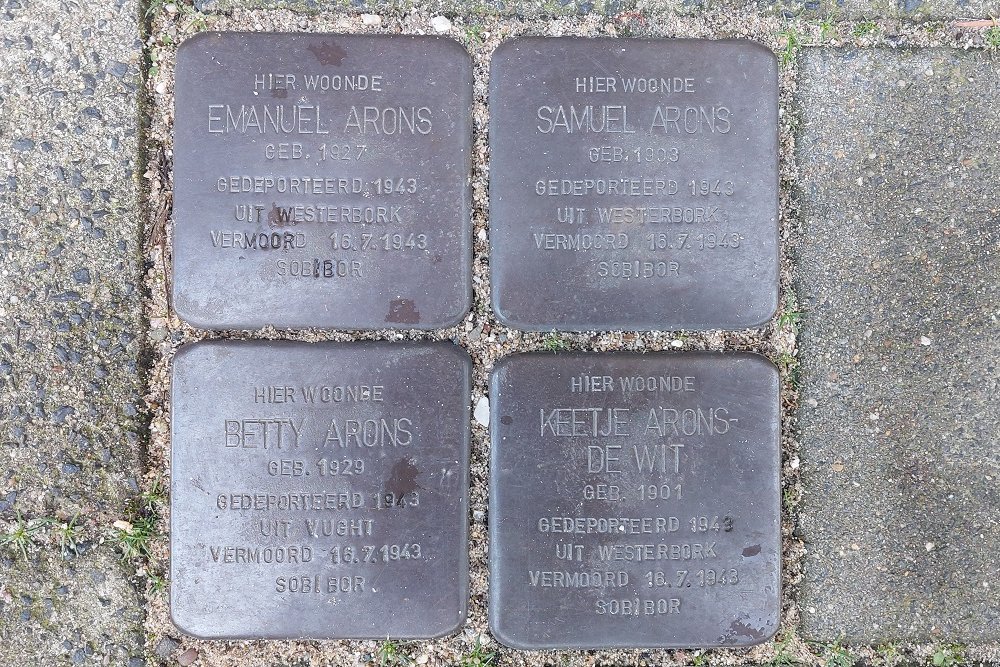 HIER WOONDE
EMANUEL ARONS
GEB. 1927
GEDEPORTEERD 1943
UIT WESTERBORK
VERMOORD 16.7.1943
SOBIBOR
HIER WOONDE
SAMUEL ARONS
GEB. 1903
GEDEPORTEERD 1943
UIT WESTERBORK
VERMOORD 16.7.1943
SOBIBOR
HIER WOONDE
BETTY ARONS
GEB. 1929
GEDEPORTEERD 1943
UIT VUGHT
VERMOORD 16.7.1943
SOBIBOR
HIER WOONDE
KEETJE ARONS-
DE WIT
GEB. 1901
GEDEPORTEERD 1943
UIT WESTERBORK
VERMOORD 16.7.1943
SOBIBOR